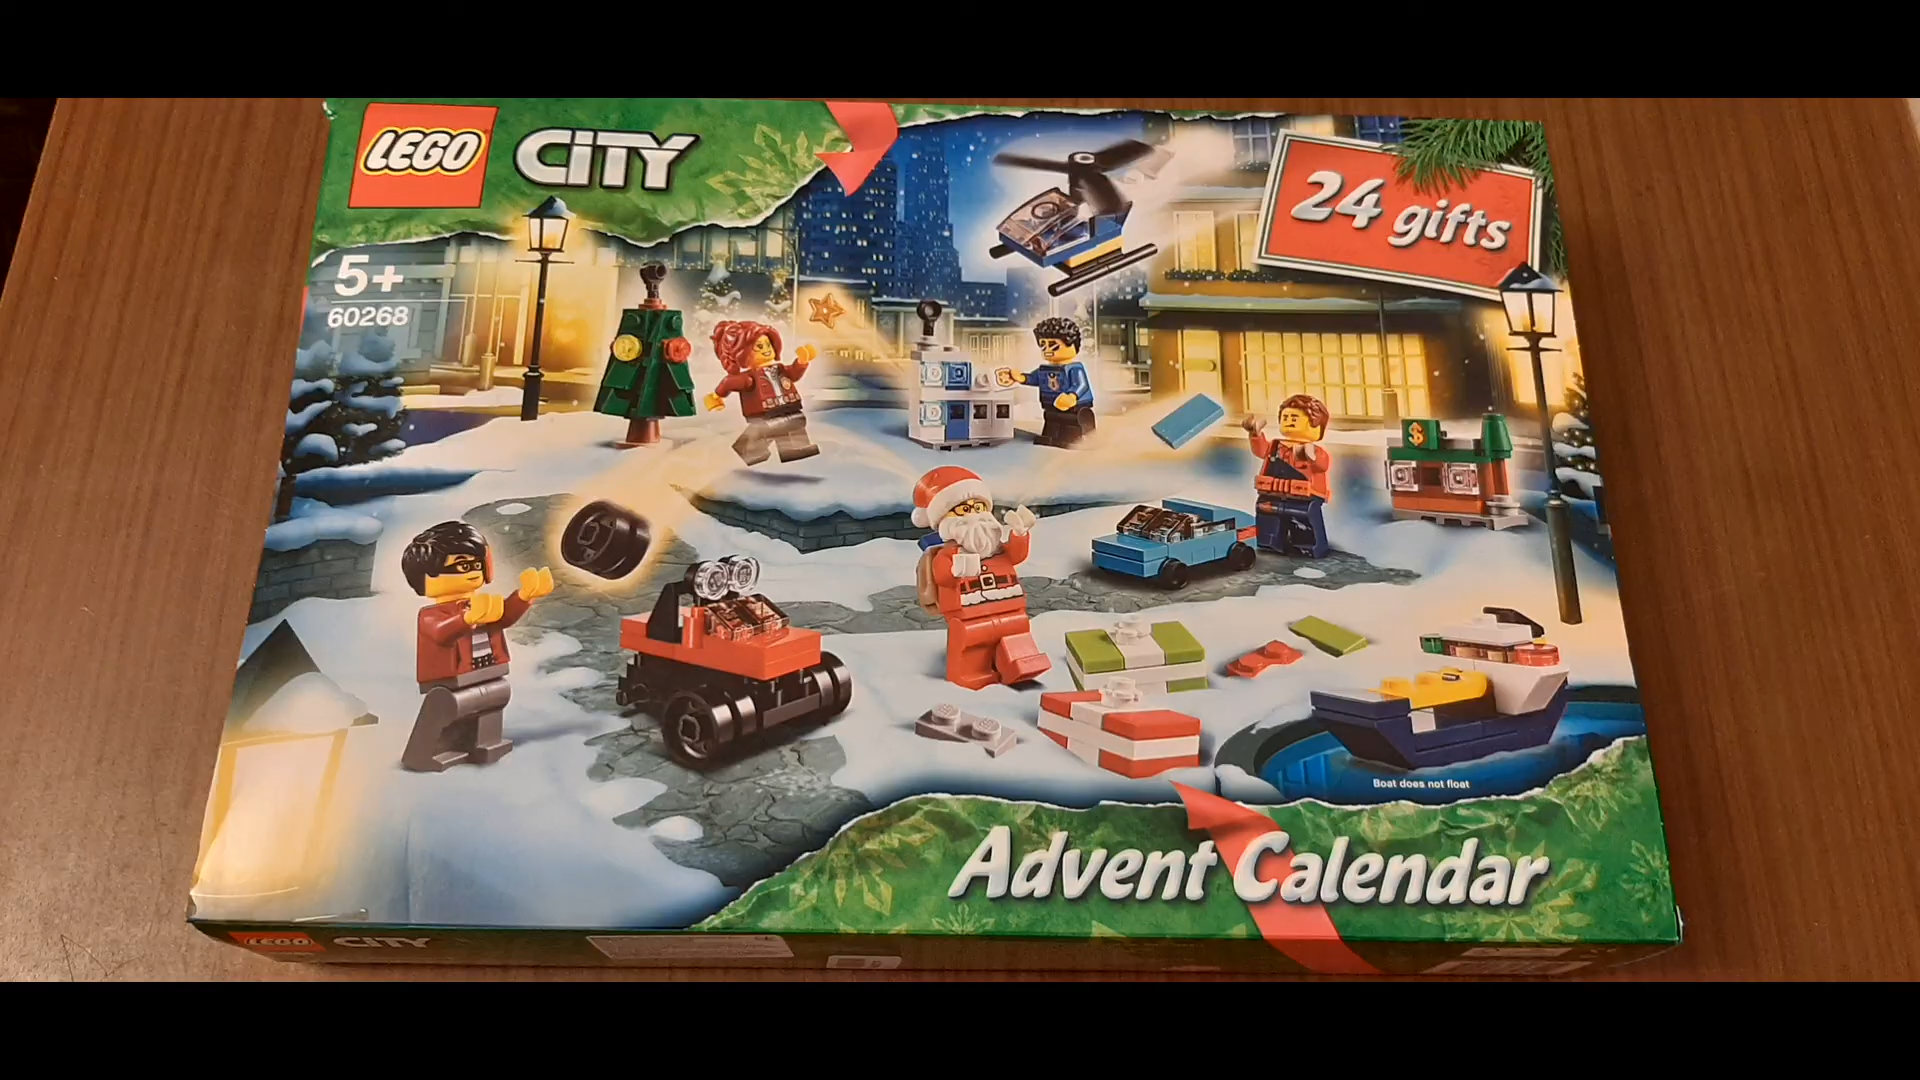 LEGO CITY
24 gifts
5+
60268
$
Boat does not float
Advent Calendar
LEGO CITY